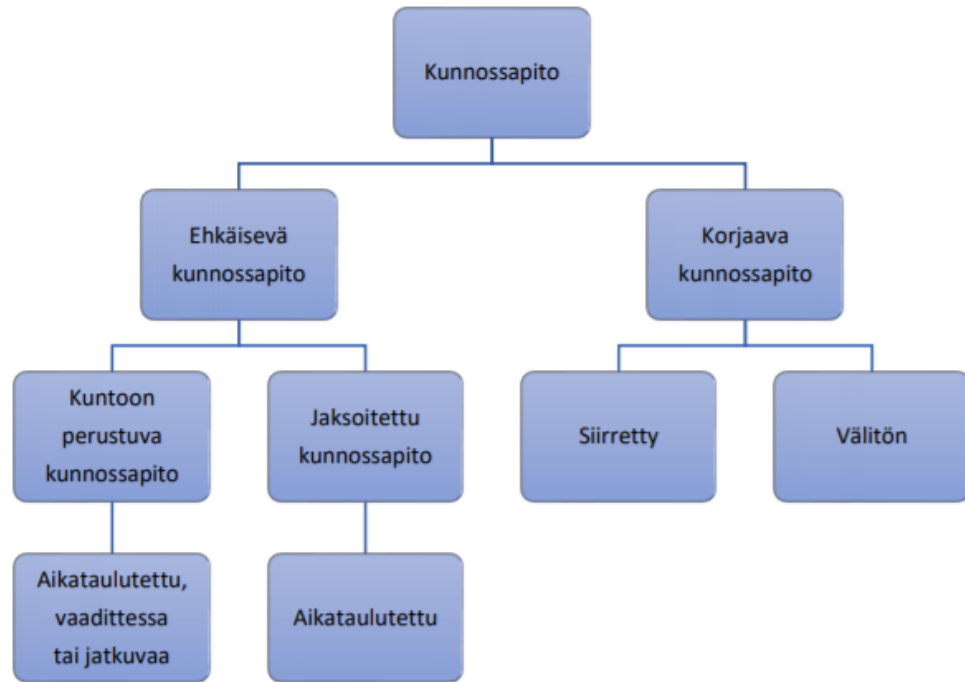 Kunnossapito
Ehkäisevä
kunnossapito
Korjaava
kunnossapito
Kuntoon
perustuva
kunnossapito
Jaksoitettu
kunnossapito
Siirretty
Välitön
Aikataulutettu,
vaadittessa
tai jatkuvaa
Aikataulutettu